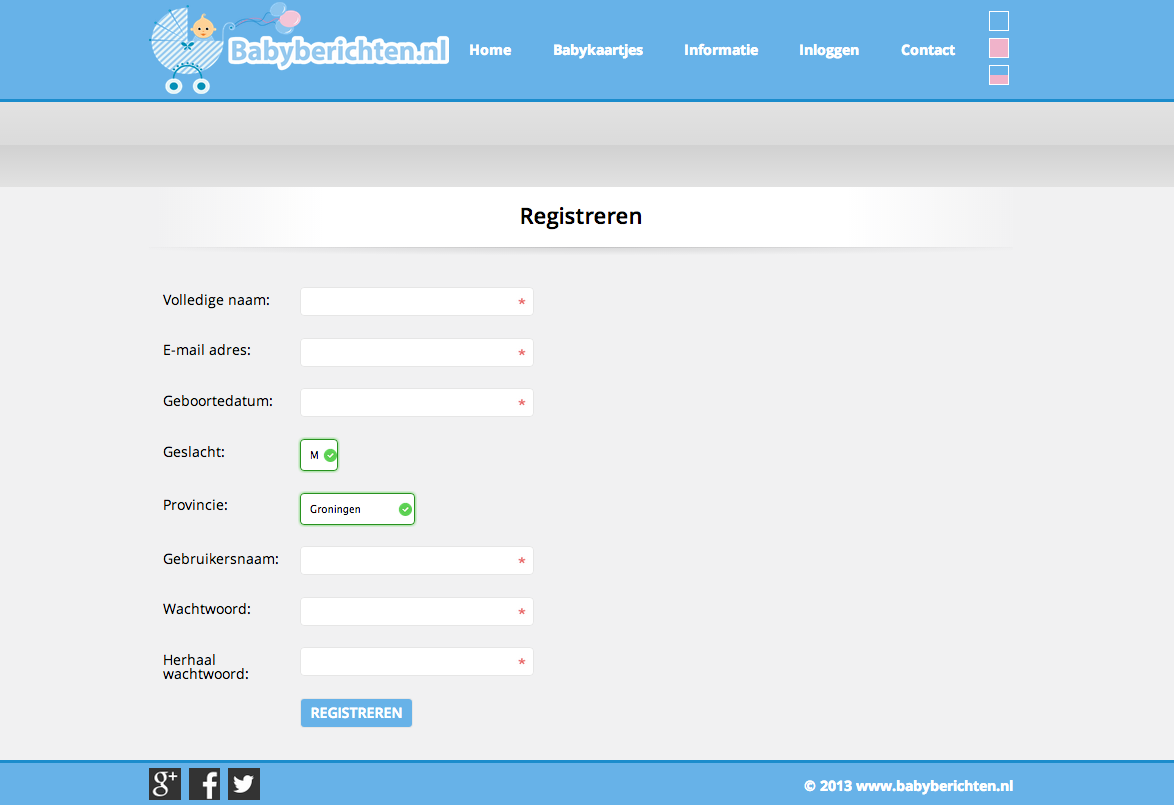 Babyberichten.nl
Home Babykaartjes Informatie Inloggen Contact
Registreren
Volledige naam: *
E-mail adres: *
Geboortedatum: *
Geslacht: M
Provincie: Groningen
Gebruikersnaam: *
Wachtwoord: *
Herhaal
wachtwoord: *
REGISTREREN
g+ f © 2013 www.babyberichten.nl